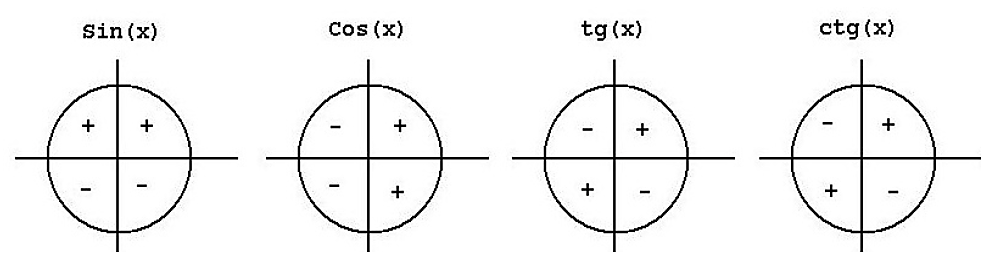 Sin(x) Cos(x) tg(x) ctg(x)
+ + - + - + - +
- - - + + - + -